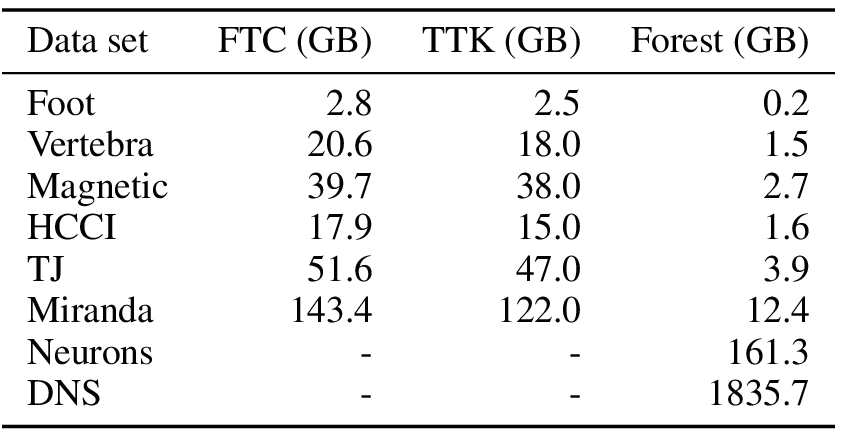 Data set FTC (GB) TTK (GB) Forest (GB)
Foot 2.8 2.5 0.2
Vertebra 20.6 18.0 1.5
Magnetic 39.7 38.0 2.7
HCCI 17.9 15.0 1.6
TJ 51.6 47.0 3.9
Miranda 143.4 122.0 12.4
Neurons - - 161.3
DNS - - 1835.7